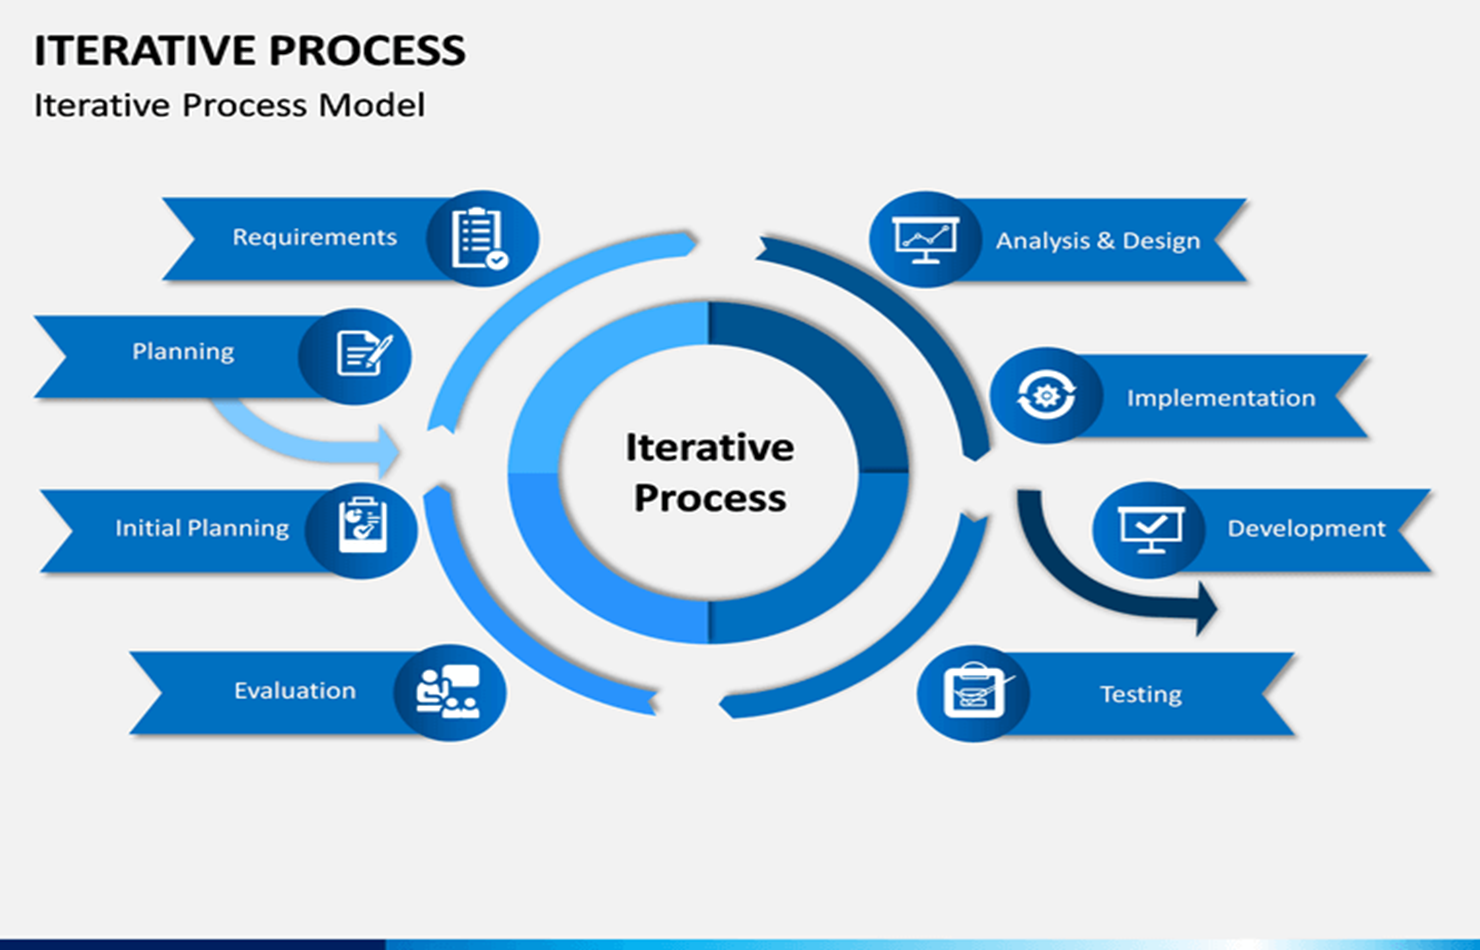 ITERATIVE PROCESS
Iterative Process Model
Requirements
Analysis & Design
Planning
Implementation
Iterative
Process
Initial Planning
Development
Evaluation
Testing